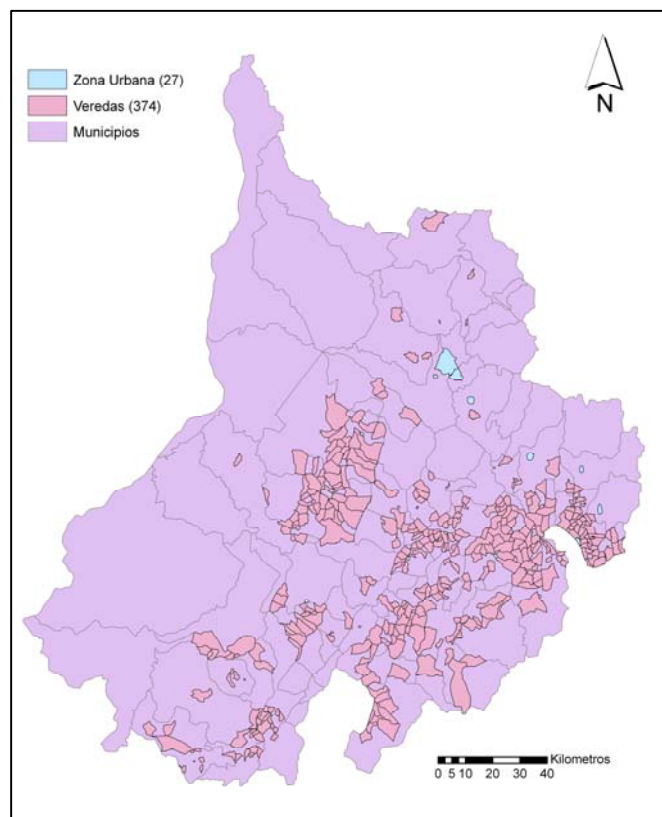 Zona Urbana (27)
Veredas (374)
Municipios
N
Kilometros
0 5 10 20 30 40